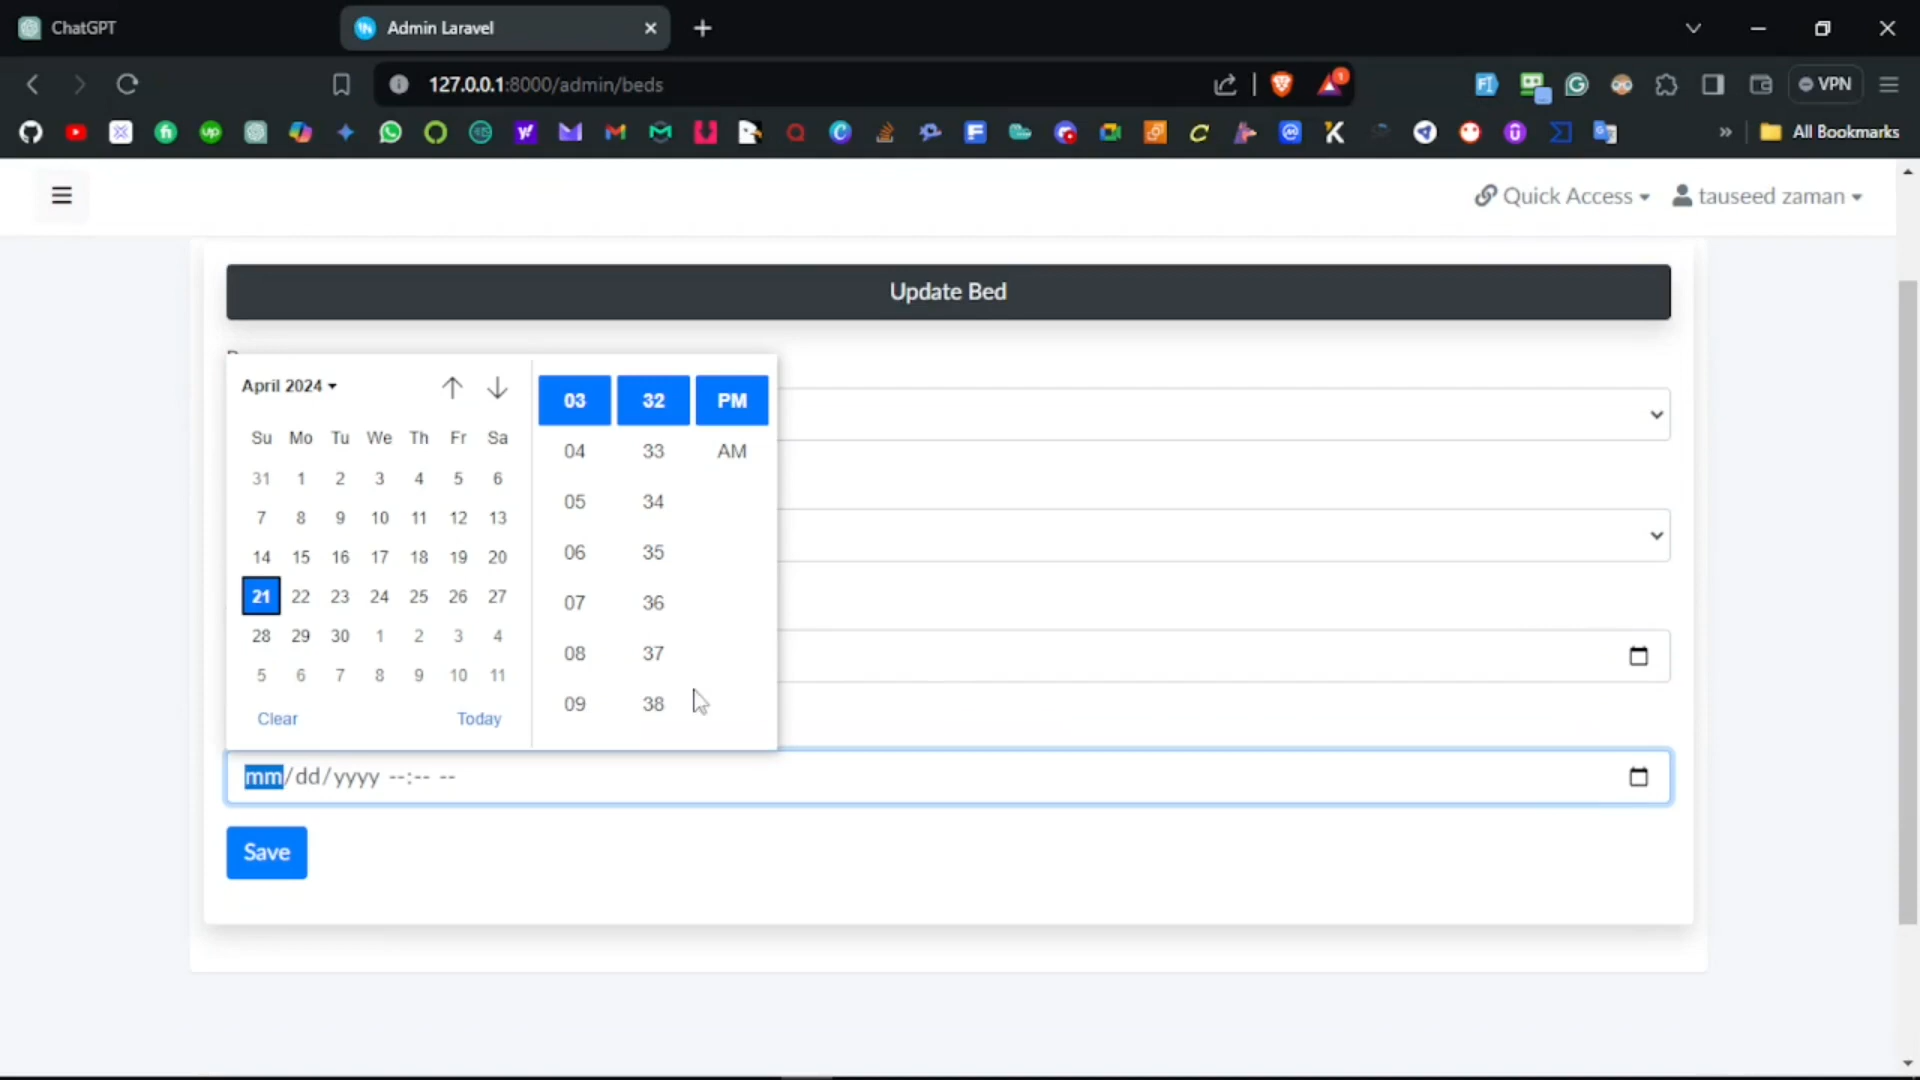 ChatGPT
Admin Laravel
127.0.0.1:8000/admin/beds
VPN
All Bookmarks
Quick Access
tauseed zaman
Update Bed
April 2024
03 32 PM
Su Mo Tu We Th Fr Sa
04 33 AM
31 1 2 3 4 5 6
05 34
7 8 9 10 11 12 13
06 35
14 15 16 17 18 19 20
21 22 23 24 25 26 27
07 36
28 29 30 1 2 3 4
08 37
5 6 7 8 9 10 11
09 38
Clear Today
mm/dd/yyyy --:-- --
Save